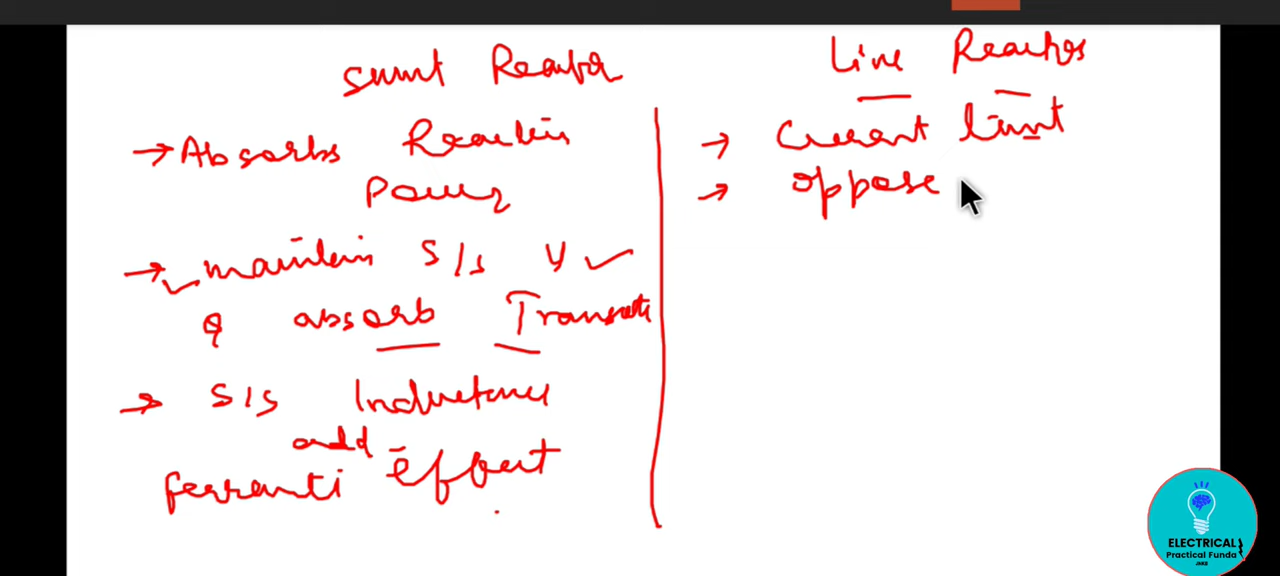 Shunt Reactor
→ Absorbs Reactive
Power
→ maintain S/s V ✓
& absorb Transients
→ S/s Inductance
add
ferranti effect
Line Reactor
→ Current limit
→ oppose
ELECTRICAL
Practical Funda